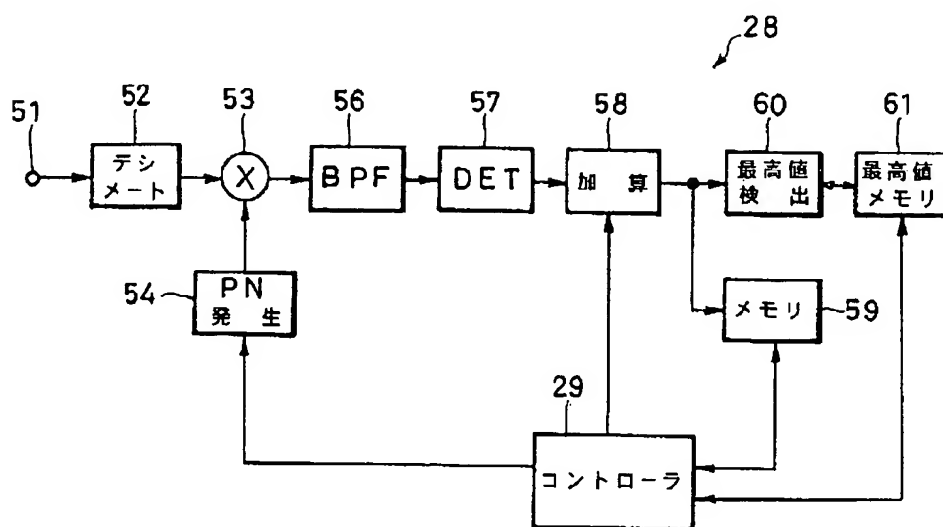 28
51
52
53
56
57
58
60
61
デシ
メート
X
BPF
DET
加算
最高値
検出
最高値
メモリ
54
PN
発生
メモリ
59
29
コントローラ